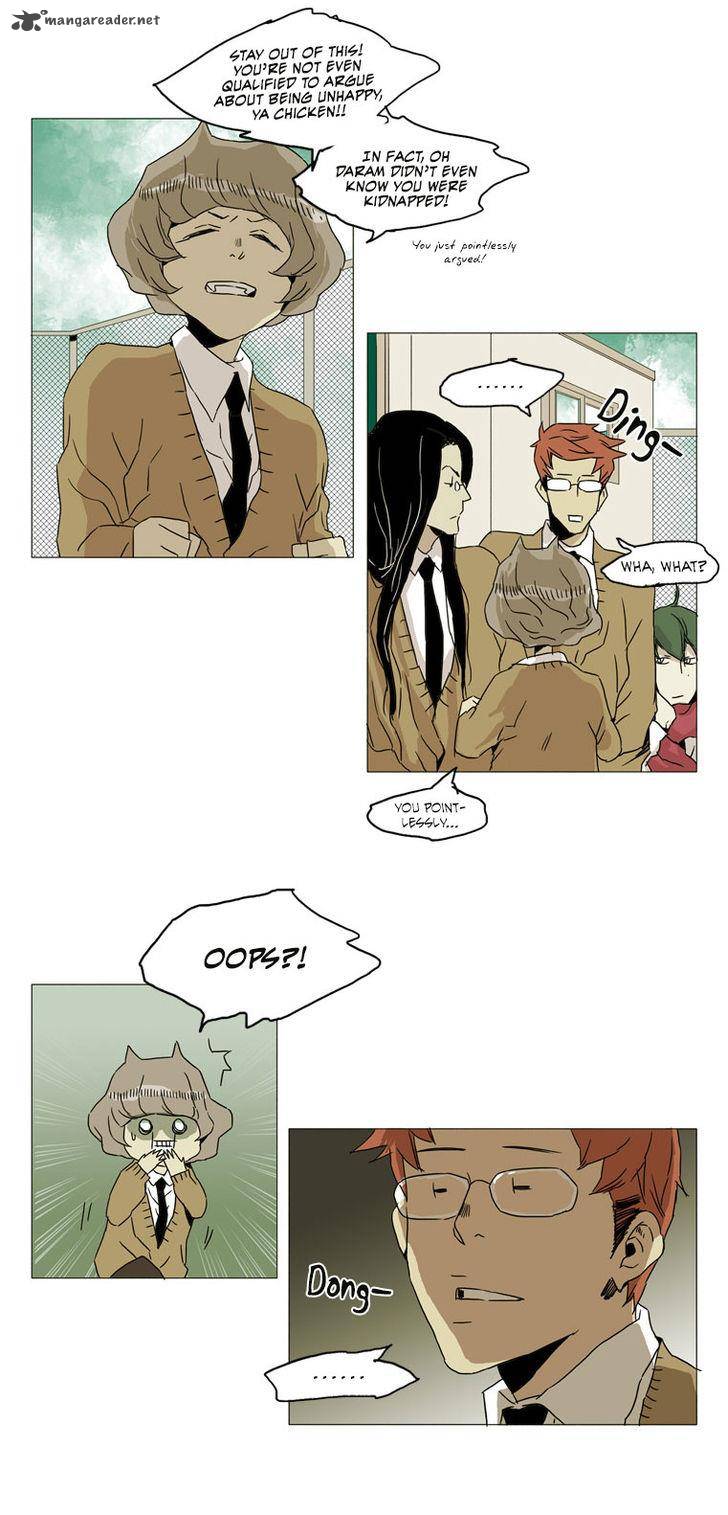 mangareader.net
STAY OUT OF THIS!
YOU'RE NOT EVEN
QUALIFIED TO ARGUE
ABOUT BEING UNHAPPY,
YA CHICKEN!!
IN FACT, OH
DARAM DIDN'T EVEN
KNOW YOU WERE
KIDNAPPED!
You just pointlessly
argued!
......
Ding-
WHA, WHAT?
YOU POINT-
LESSLY...
OOPS?!
Dong-
......